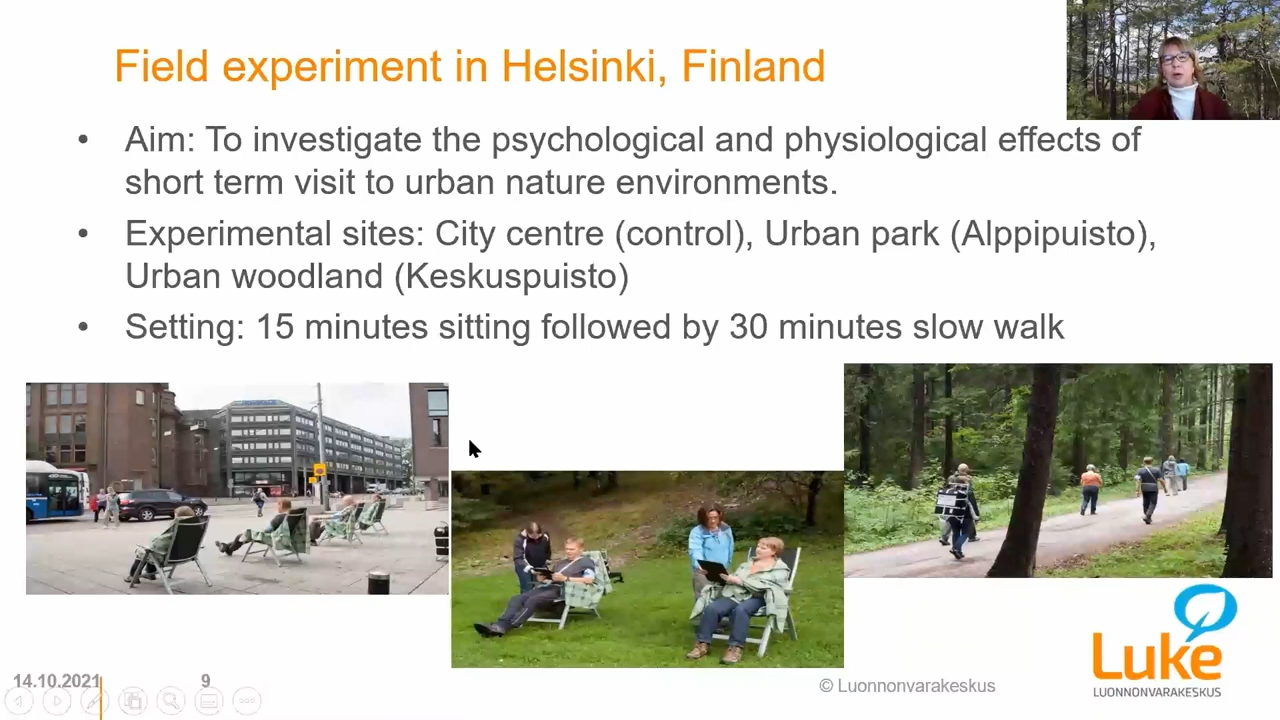 Field experiment in Helsinki, Finland
• Aim: To investigate the psychological and physiological effects of
short term visit to urban nature environments.
• Experimental sites: City centre (control), Urban park (Alppipuisto),
Urban woodland (Keskuspuisto)
• Setting: 15 minutes sitting followed by 30 minutes slow walk
14.10.2021
9
© Luonnonvarakeskus
Luke
LUONNONVARAKESKUS